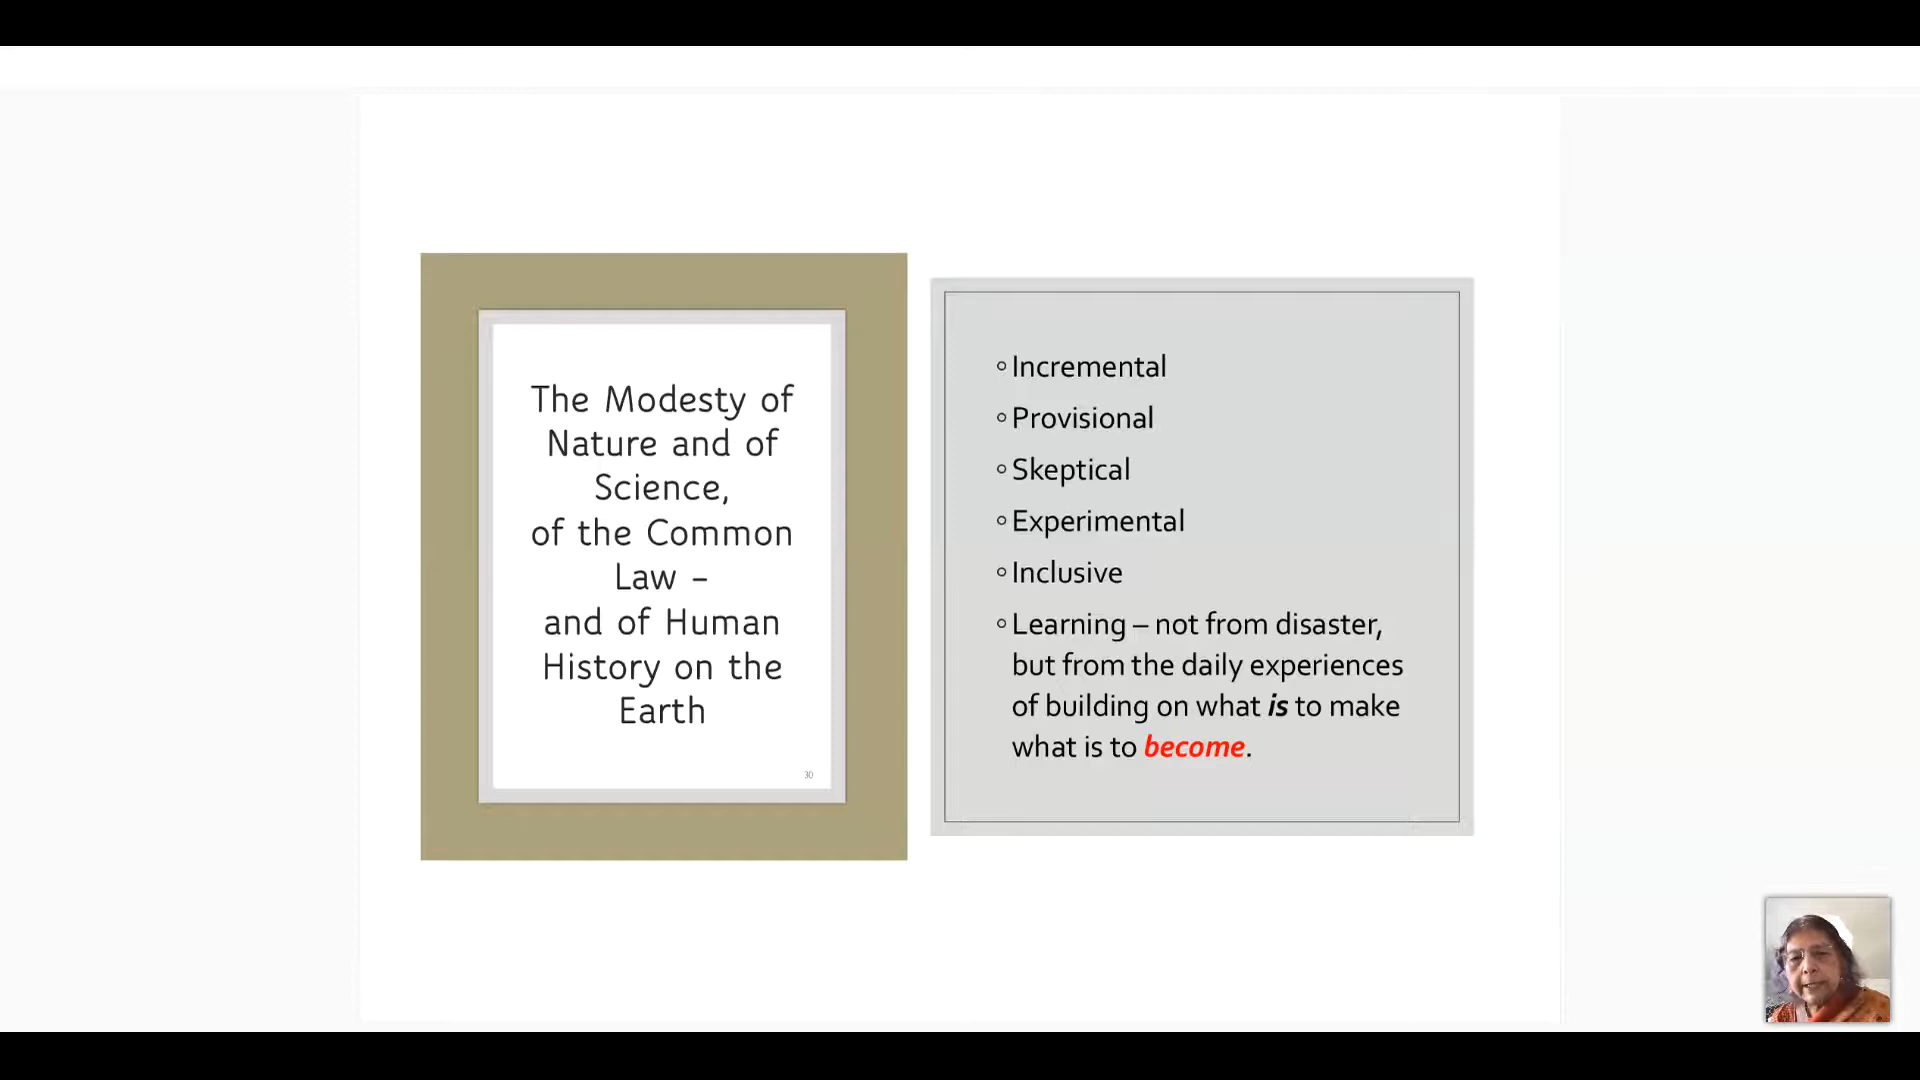 The Modesty of
Nature and of
Science,
of the Common
Law –
and of Human
History on the
Earth
30
Incremental
Provisional
Skeptical
Experimental
Inclusive
Learning – not from disaster,
but from the daily experiences
of building on what is to make
what is to become.